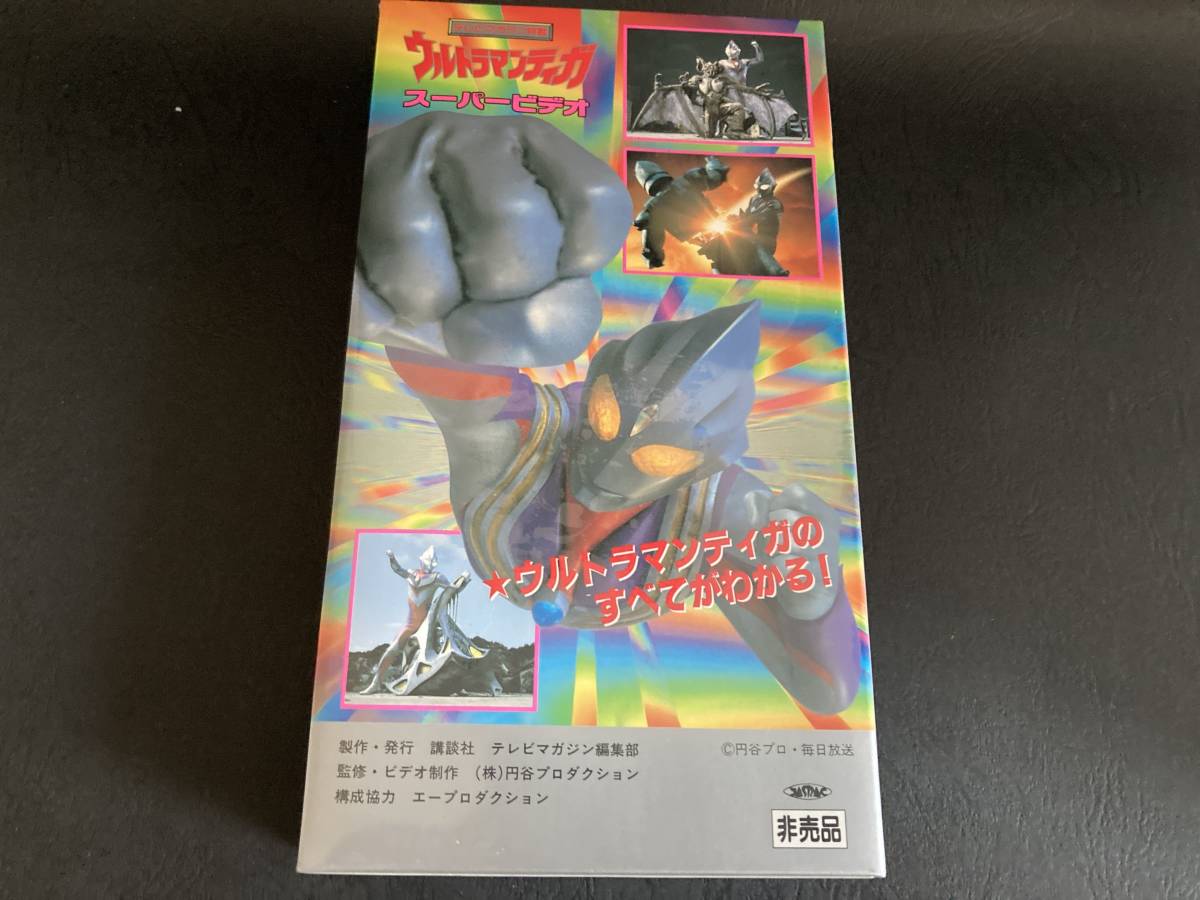 ウルトラマンティガ
スーパービデオ
★ウルトラマンティガの
すべてがわかる！
製作・発行 講談社 テレビマガジン編集部
監修・ビデオ制作 (株)円谷プロダクション
構成協力 エープロダクション
©円谷プロ・毎日放送
JASRAC
非売品